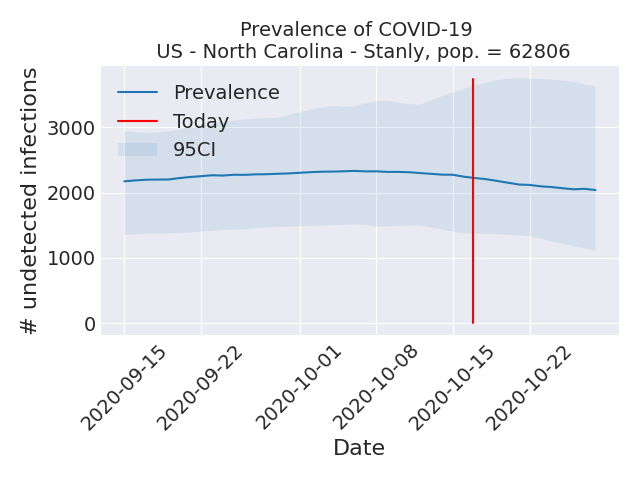 Prevalence of COVID-19
US - North Carolina - Stanly, pop. = 62806
# undetected infections
3000
2000
1000
0
Prevalence
Today
95CI
2020-09-15
2020-09-22
2020-10-01
2020-10-08
2020-10-15
2020-10-22
Date